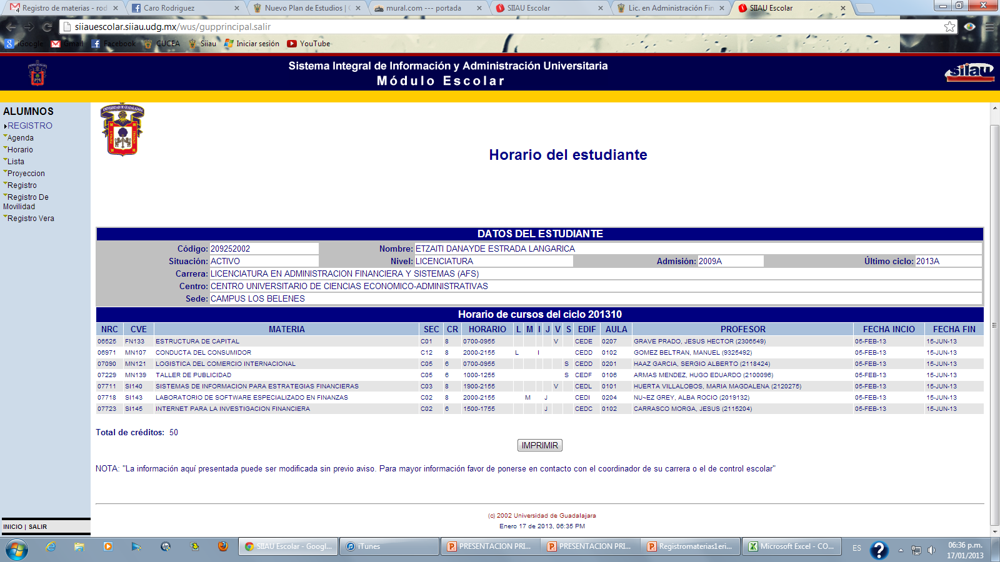 Registro de materias - rod
Caro Rodriguez
Nuevo Plan de Estudios | C
mural.com --- portada
SIIAU Escolar
Lic. en Administración Fin
SIIAU Escolar
siiauescolar.siiau.udg.mx/wus/gupprincipal.salir
iGoogle Gmail Facebook CUCEA Siiau Iniciar sesión YouTube
Sistema Integral de Información y Administración Universitaria
Módulo Escolar
siiau
ALUMNOS
REGISTRO
Agenda
Horario
Lista
Proyeccion
Registro
Registro De
Movilidad
Registro Vera
INICIO | SALIR
UNIVERSIDAD DE GUADALAJARA
Horario del estudiante
DATOS DEL ESTUDIANTE
Código: 209252002 Nombre: ETZAITI DANAYDE ESTRADA LANGARICA
Situación: ACTIVO Nivel: LICENCIATURA Admisión: 2009A Último ciclo: 2013A
Carrera: LICENCIATURA EN ADMINISTRACION FINANCIERA Y SISTEMAS (AFS)
Centro: CENTRO UNIVERSITARIO DE CIENCIAS ECONOMICO-ADMINISTRATIVAS
Sede: CAMPUS LOS BELENES
Horario de cursos del ciclo 201310
NRC CVE MATERIA SEC CR HORARIO L M I J V S EDIF AULA PROFESOR FECHA INCIO FECHA FIN
06525 FN133 ESTRUCTURA DE CAPITAL C01 8 0700-0955 V CEDE 0207 GRAVE PRADO, JESUS HECTOR (2306549) 05-FEB-13 15-JUN-13
06971 MN107 CONDUCTA DEL CONSUMIDOR C12 8 2000-2155 L I CEDD 0102 GOMEZ BELTRAN, MANUEL (9325492) 05-FEB-13 15-JUN-13
07090 MN121 LOGISTICA DEL COMERCIO INTERNACIONAL C05 6 0700-0955 S CEDD 0201 HAAZ GARCIA, SERGIO ALBERTO (2118424) 05-FEB-13 15-JUN-13
07229 MN139 TALLER DE PUBLICIDAD C05 6 1000-1255 S CEDF 0106 ARMAS MENDEZ, HUGO EDUARDO (2100096) 05-FEB-13 15-JUN-13
07711 SI140 SISTEMAS DE INFORMACION PARA ESTRATEGIAS FINANCIERAS C03 8 1900-2155 V CEDL 0101 HUERTA VILLALOBOS, MARIA MAGDALENA (2120275) 05-FEB-13 15-JUN-13
07718 SI143 LABORATORIO DE SOFTWARE ESPECIALIZADO EN FINANZAS C02 8 2000-2155 M J CEDI 0204 NU~EZ GREY, ALBA ROCIO (2019132) 05-FEB-13 15-JUN-13
07723 SI145 INTERNET PARA LA INVESTIGACION FINANCIERA C02 6 1500-1755 J CEDC 0102 CARRASCO MORGA, JESUS (2115204) 05-FEB-13 15-JUN-13
Total de créditos: 50
IMPRIMIR
NOTA: "La información aquí presentada puede ser modificada sin previo aviso. Para mayor información favor de ponerse en contacto con el coordinador de su carrera o el de control escolar"
(c) 2002 Universidad de Guadalajara
Enero 17 de 2013, 06:35 PM
SIIAU Escolar - Googl...
iTunes
PRESENTACION PRI...
PRESENTACION PRI...
Registromaterias1eri...
Microsoft Excel - CO...
ES
06:36 p.m.
17/01/2013